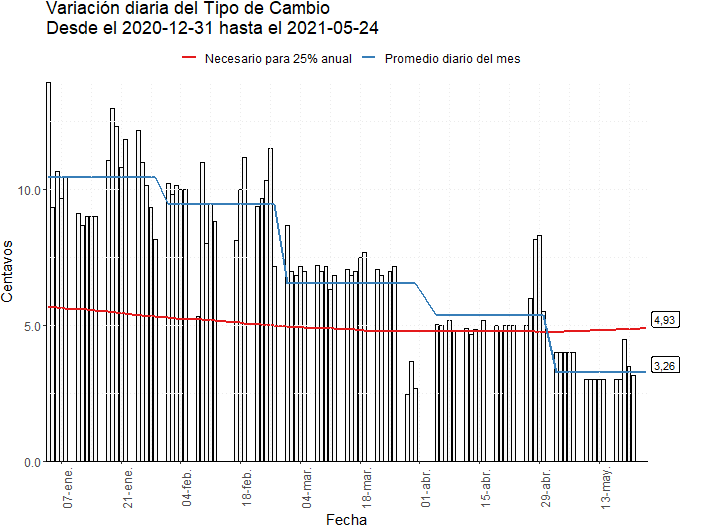 Variación diaria del Tipo de Cambio
Desde el 2020-12-31 hasta el 2021-05-24
Necesario para 25% anual
Promedio diario del mes
Centavos
10.0
5.0
0.0
4,93
3,26
07-ene.
21-ene.
04-feb.
18-feb.
04-mar.
18-mar.
01-abr.
15-abr.
29-abr.
13-may.
Fecha